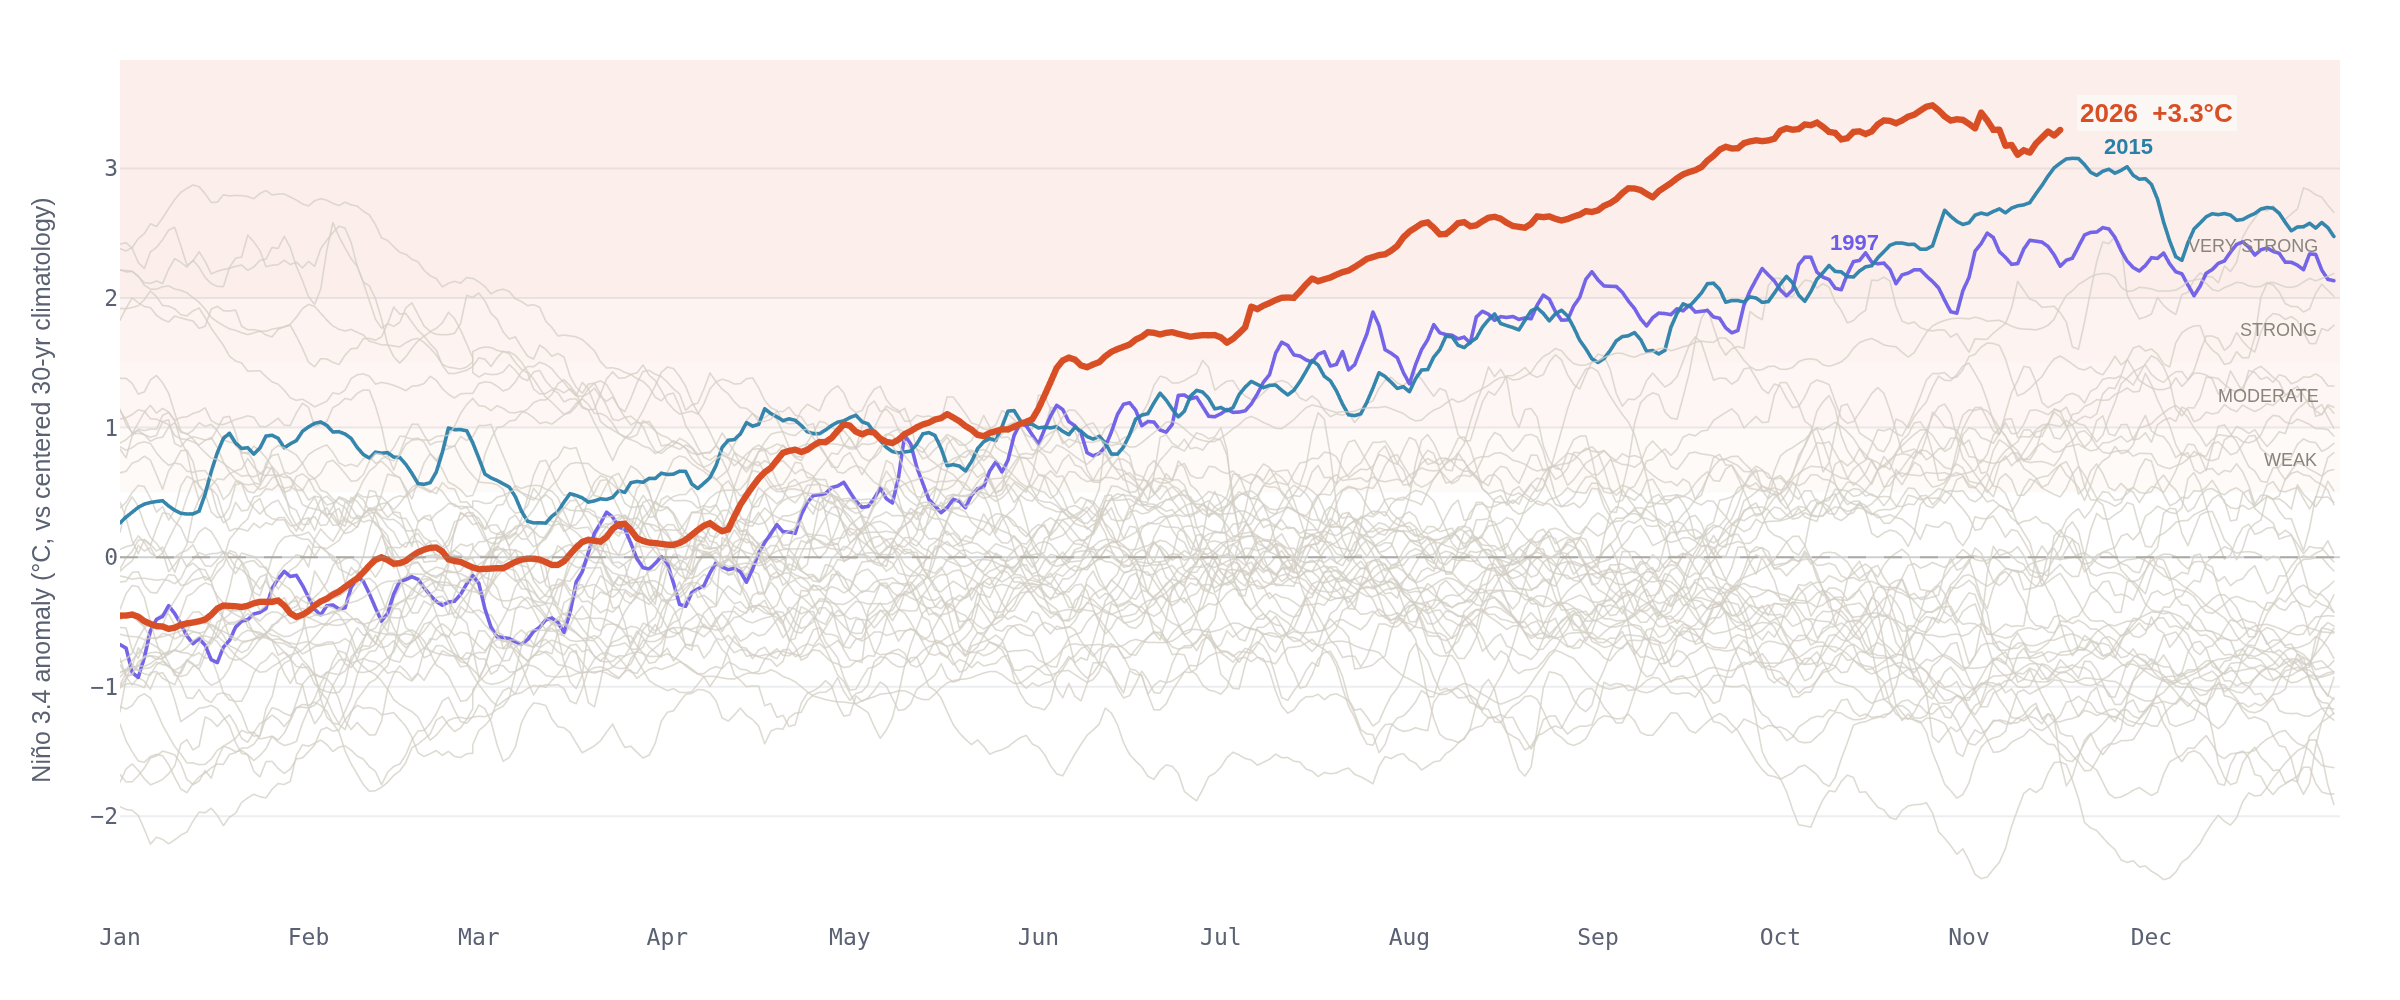 2026 +3.3°C
2015
1997
VERY STRONG
STRONG
MODERATE
WEAK
3
2
1
0
−1
−2
Niño 3.4 anomaly (°C, vs centered 30-yr climatology)
Jan Feb Mar Apr May Jun Jul Aug Sep Oct Nov Dec